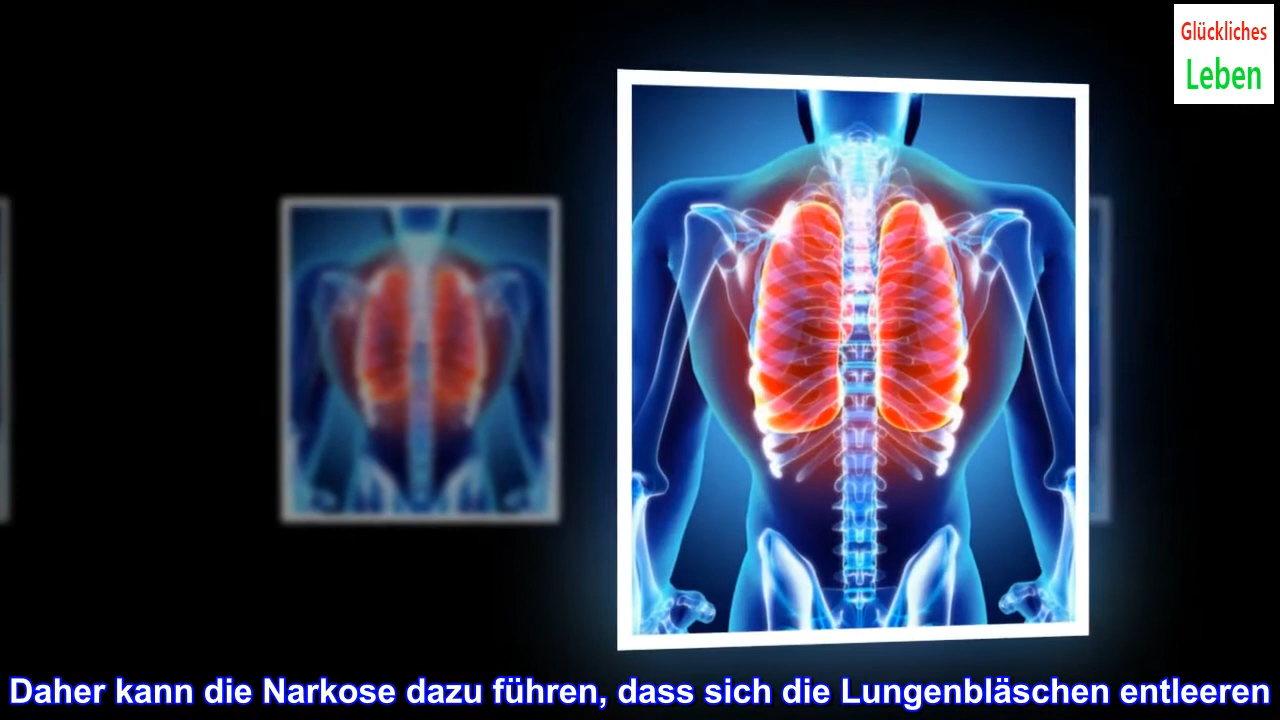 Glückliches
Leben
Daher kann die Narkose dazu führen, dass sich die Lungenbläschen entleeren